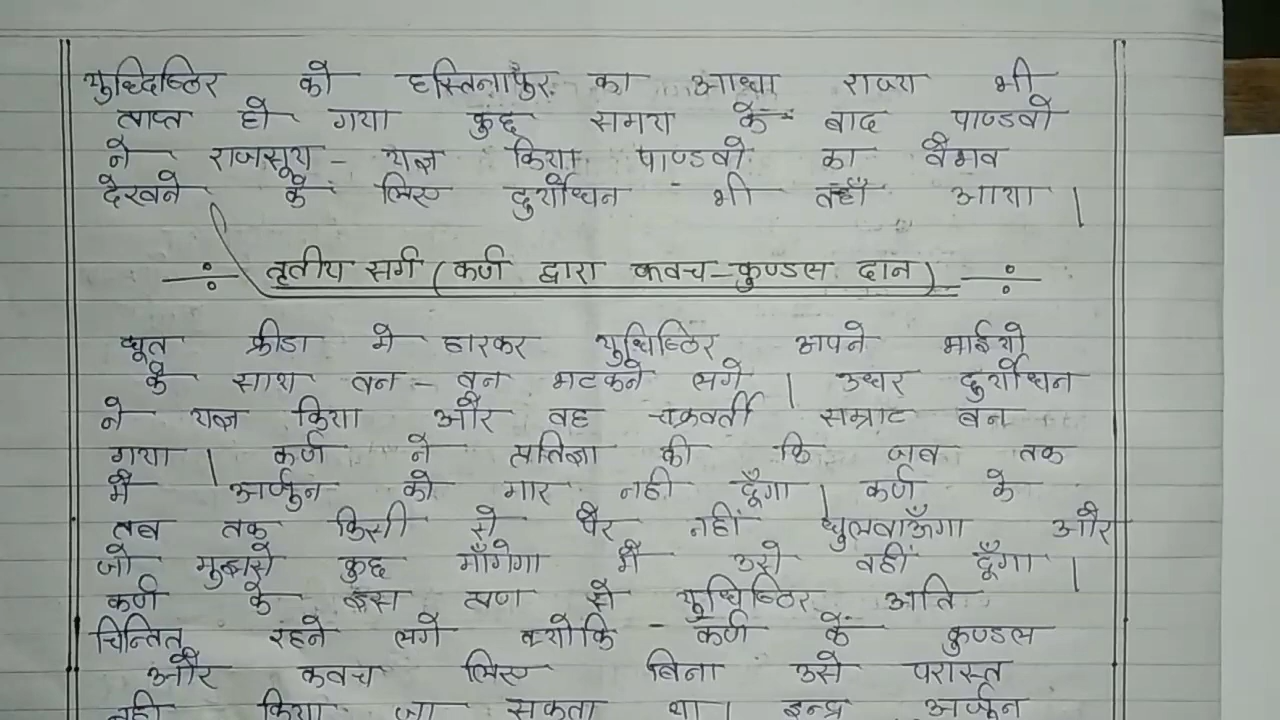 युधिष्ठिर को हस्तिनापुर का आधा राज्य भी
प्राप्त हो गया कुछ समय के बाद पाण्डवो
ने राजसूय - यज्ञ किया पाण्डवो का वैभव
देखने के लिए दुर्योधन भी वहाँ आया ।
तृतीय सर्ग (कर्ण द्वारा कवच-कुण्डल दान)
धूत क्रीडा मे हारकर युधिष्ठिर अपने भाईयो
के साथ वन - वन भटकने लगे । उधर दुर्योधन
ने यज्ञ किया और वह चक्रवर्ती सम्राट बन
गया । कर्ण ने प्रतिज्ञा की कि जब तक
मै अर्जुन को मार नही दूँगा । कर्ण के
तब तक किसी से पैर नहीं धुलवाऊँगा और
जो मुझसे कुछ माँगेगा मै उसे वहीं दूँगा ।
कर्ण के इस प्रण से युधिष्ठिर अति
चिन्तित रहने लगे क्योकि - कर्ण के कुण्डल
और कवच लिए बिना उसे परास्त
नही किया जा सकता था । इन्द्र अर्जुन